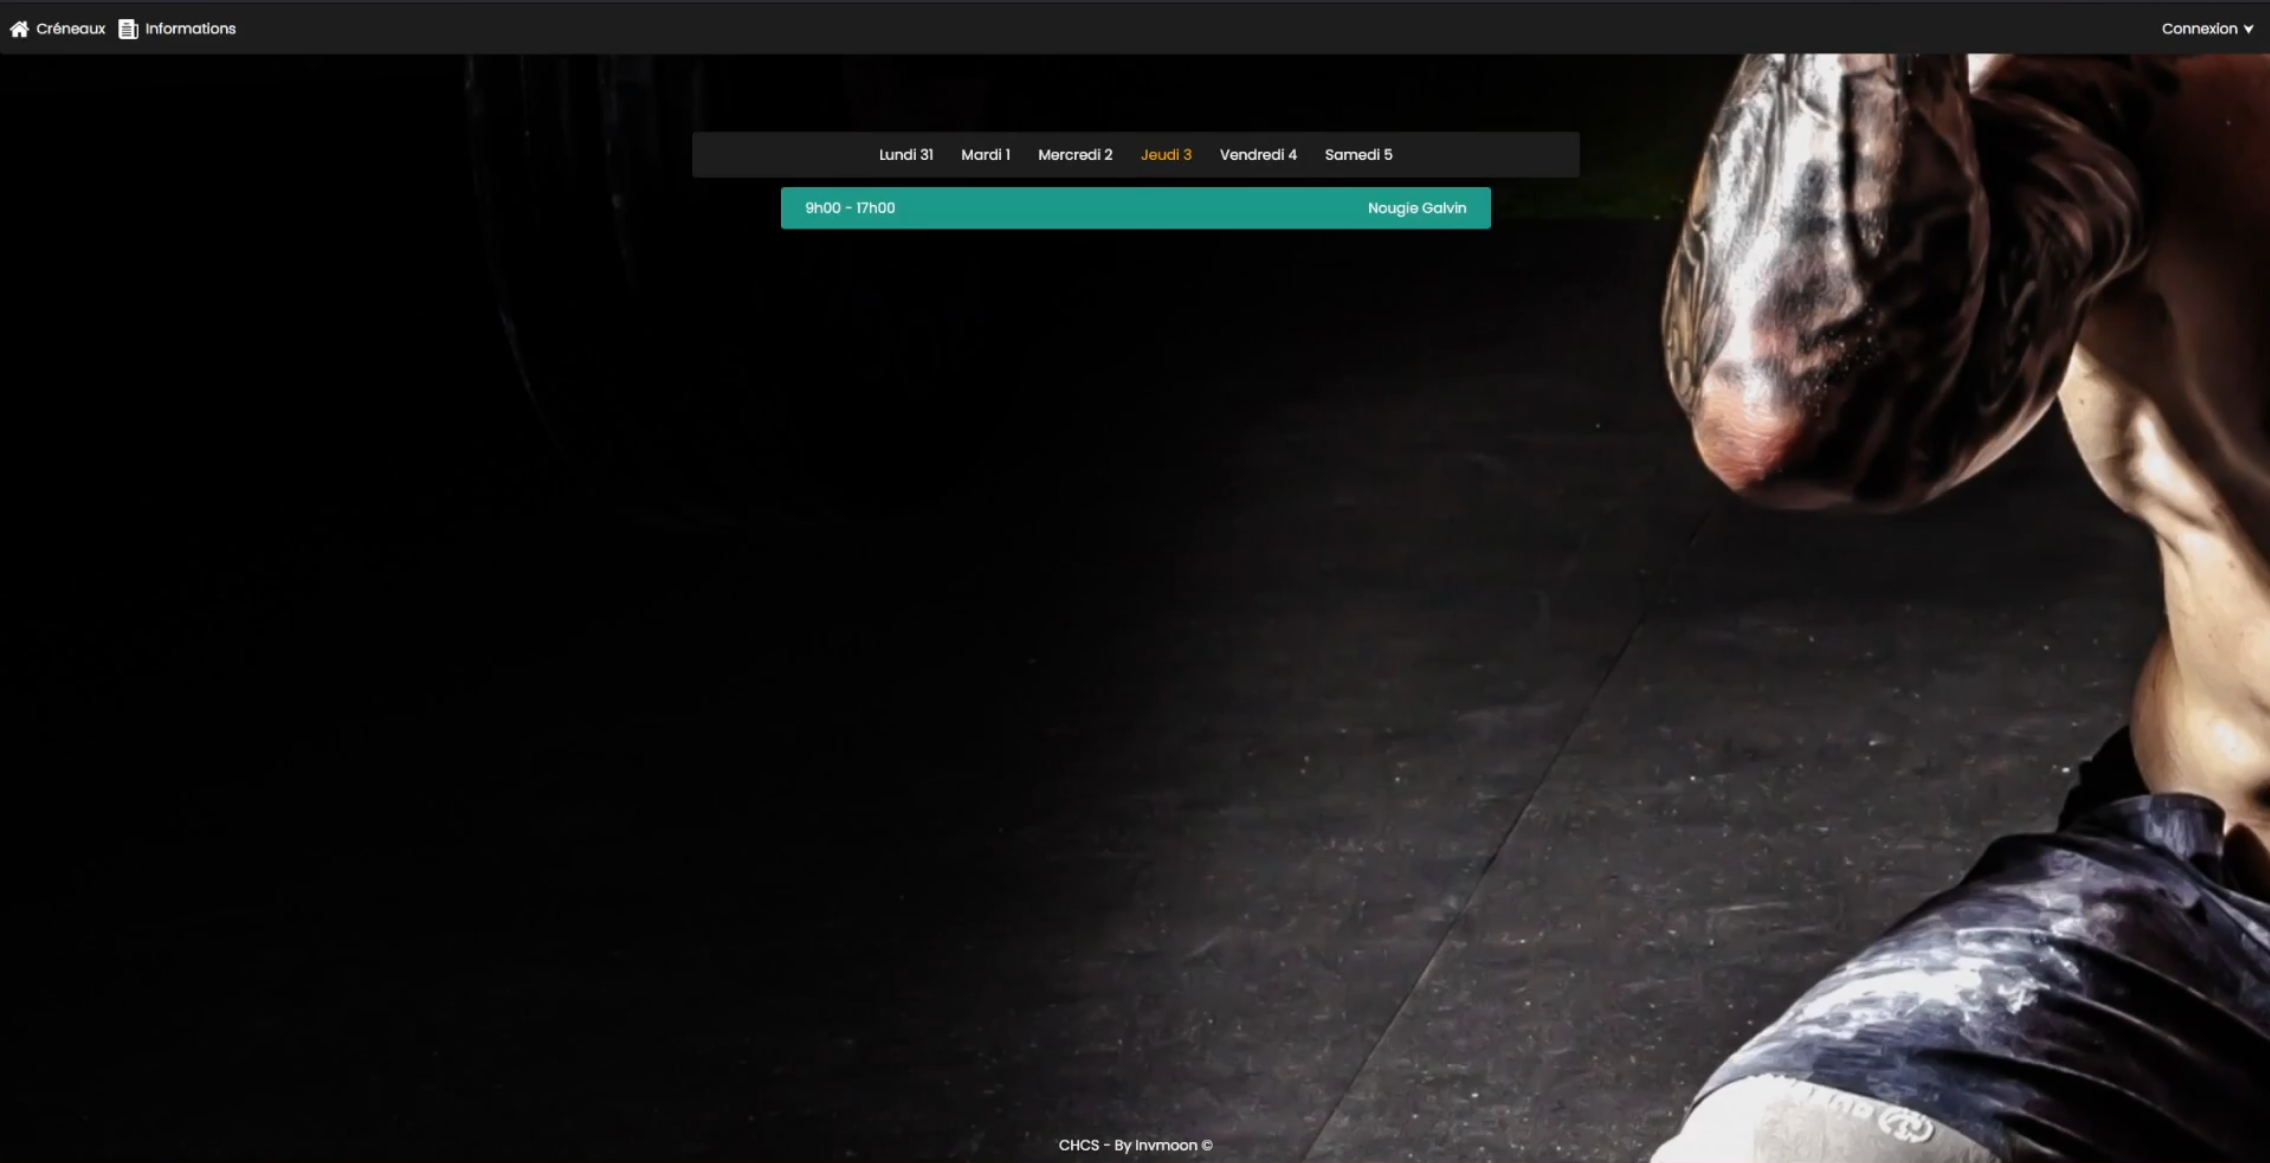 Créneaux Informations Connexion
Lundi 31 Mardi 1 Mercredi 2 Jeudi 3 Vendredi 4 Samedi 5
9h00 - 17h00 Nougie Galvin
CHCS - By Invmoon ©